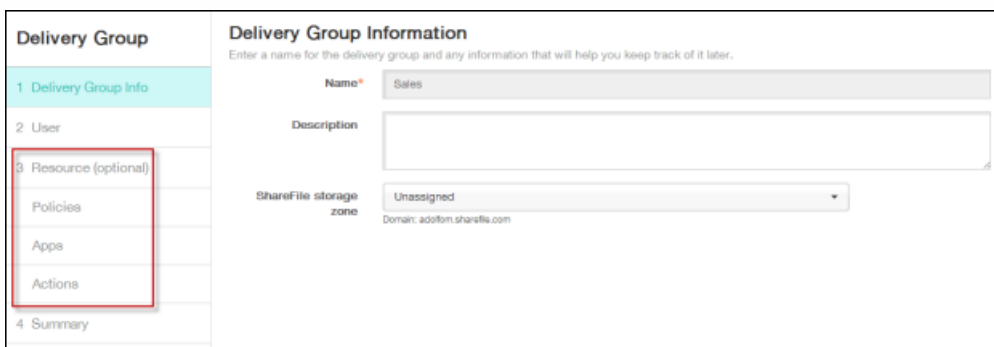 Delivery Group
1 Delivery Group Info
2 User
3 Resource (optional)
Policies
Apps
Actions
4 Summary
Delivery Group Information
Enter a name for the delivery group and any information that will help you keep track of it later.
Name*
Sales
Description
ShareFile storage
zone
Unassigned
Domain: adolfom.sharefile.com